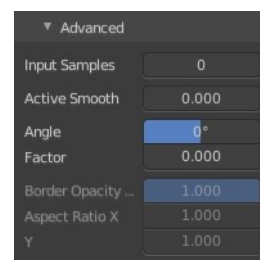 ▼ Advanced
Input Samples 0
Active Smooth 0.000
Angle 0°
Factor 0.000
Border Opacity ... 1.000
Aspect Ratio X 1.000
Y 1.000